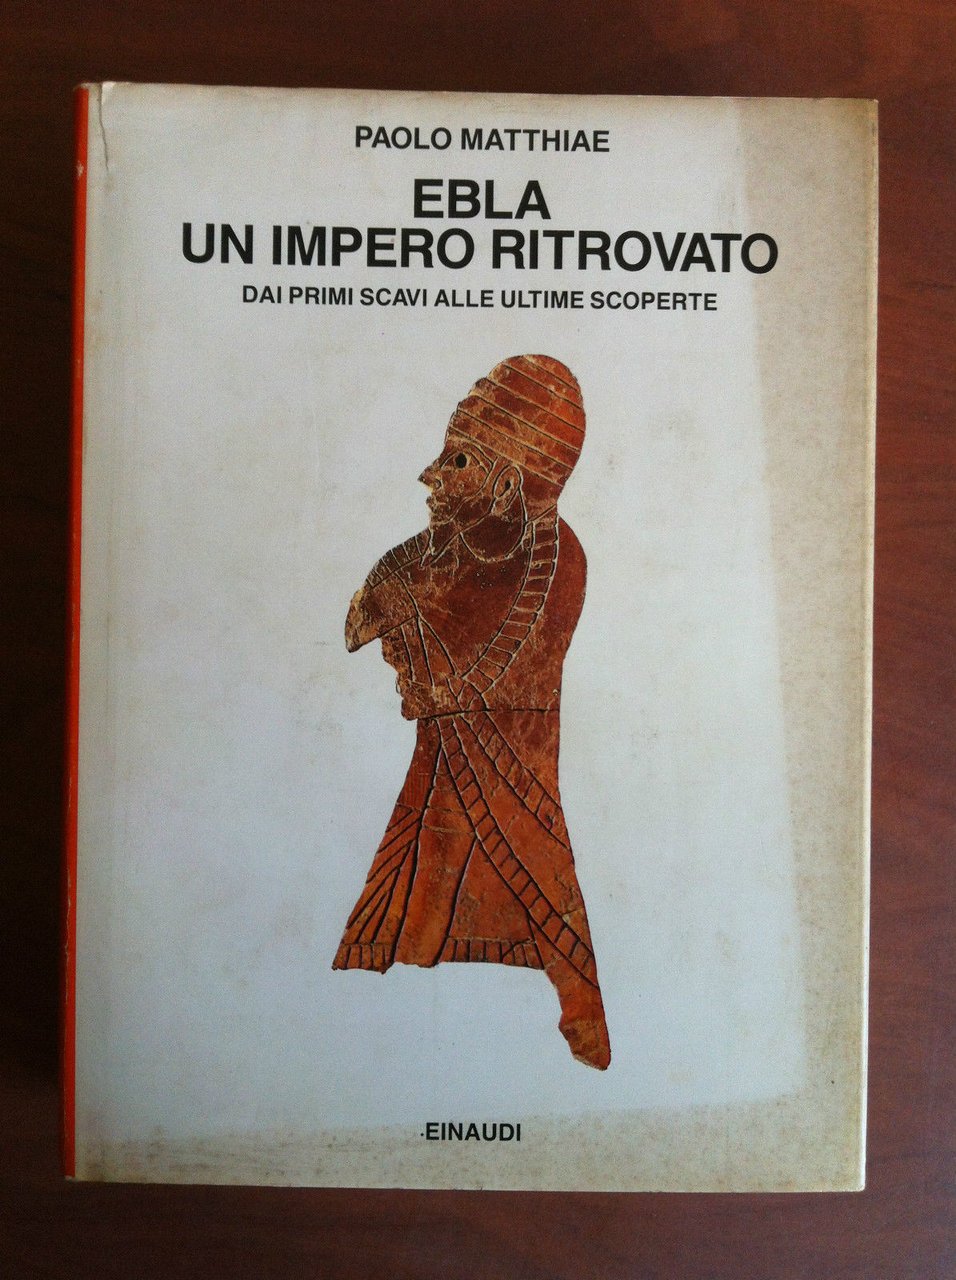 PAOLO MATTHIAE
EBLA
UN IMPERO RITROVATO
DAI PRIMI SCAVI ALLE ULTIME SCOPERTE
EINAUDI